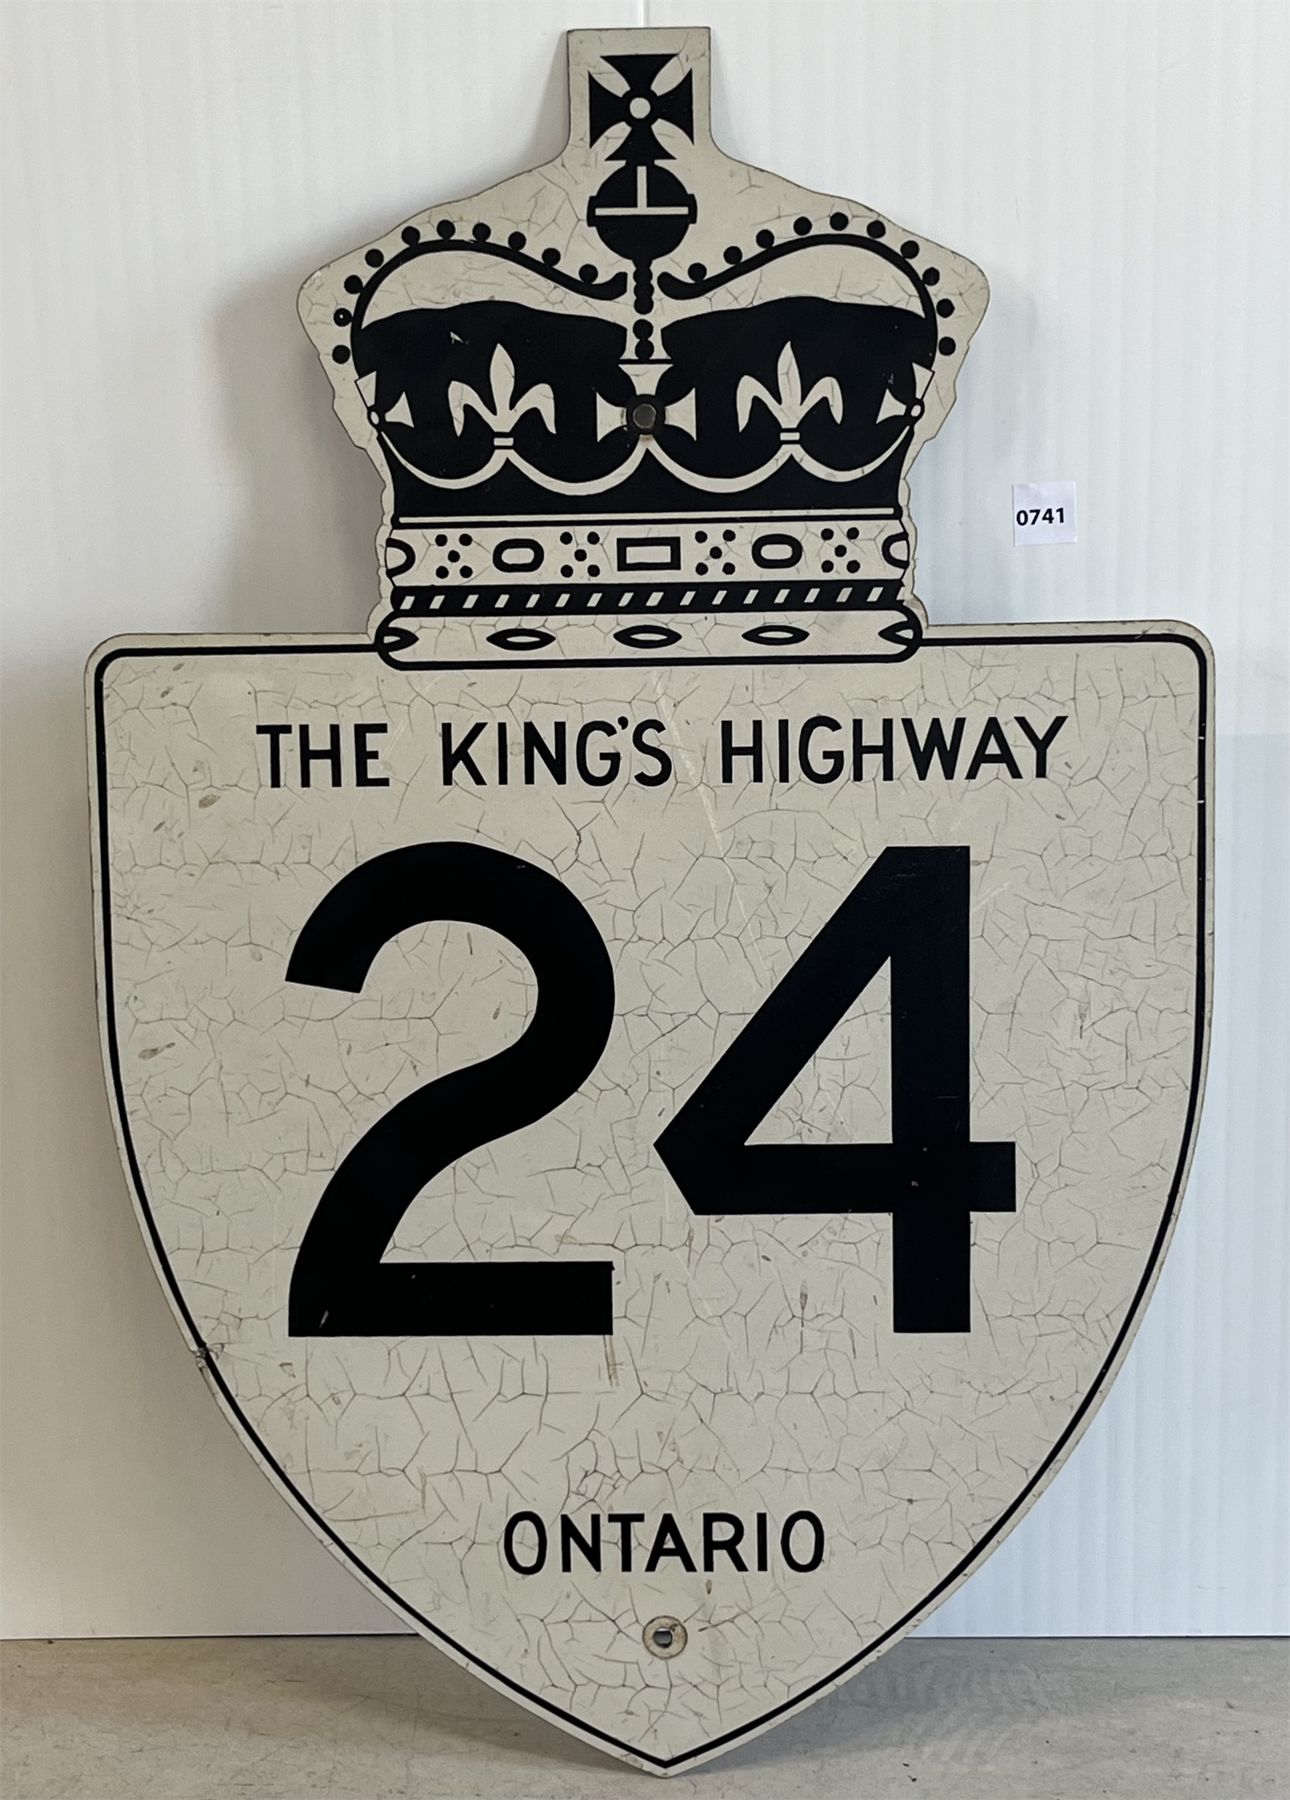 0741
THE KING'S HIGHWAY
24
ONTARIO